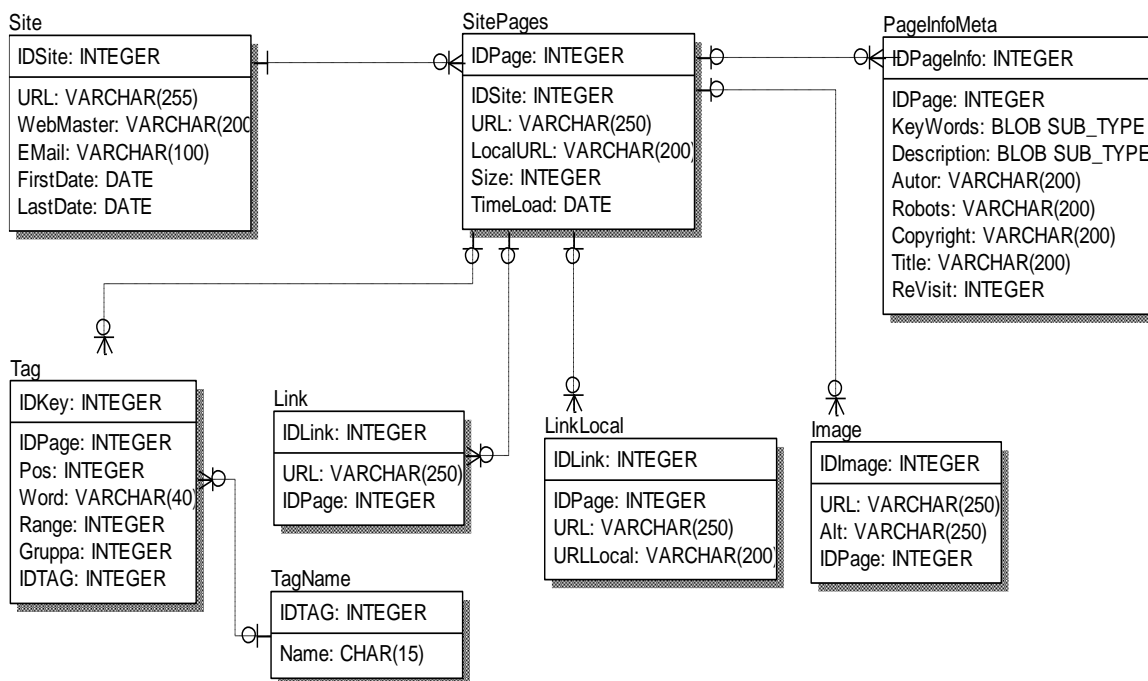 Site
IDSite: INTEGER
URL: VARCHAR(255)
WebMaster: VARCHAR(200
EMail: VARCHAR(100)
FirstDate: DATE
LastDate: DATE
SitePages
IDPage: INTEGER
IDSite: INTEGER
URL: VARCHAR(250)
LocalURL: VARCHAR(200)
Size: INTEGER
TimeLoad: DATE
PageInfoMeta
IDPageInfo: INTEGER
IDPage: INTEGER
KeyWords: BLOB SUB_TYPE
Description: BLOB SUB_TYPE
Autor: VARCHAR(200)
Robots: VARCHAR(200)
Copyright: VARCHAR(200)
Title: VARCHAR(200)
ReVisit: INTEGER
Tag
IDKey: INTEGER
IDPage: INTEGER
Pos: INTEGER
Word: VARCHAR(40)
Range: INTEGER
Gruppa: INTEGER
IDTAG: INTEGER
Link
IDLink: INTEGER
URL: VARCHAR(250)
IDPage: INTEGER
LinkLocal
IDLink: INTEGER
IDPage: INTEGER
URL: VARCHAR(250)
URLLocal: VARCHAR(200)
Image
IDImage: INTEGER
URL: VARCHAR(250)
Alt: VARCHAR(250)
IDPage: INTEGER
TagName
IDTAG: INTEGER
Name: CHAR(15)